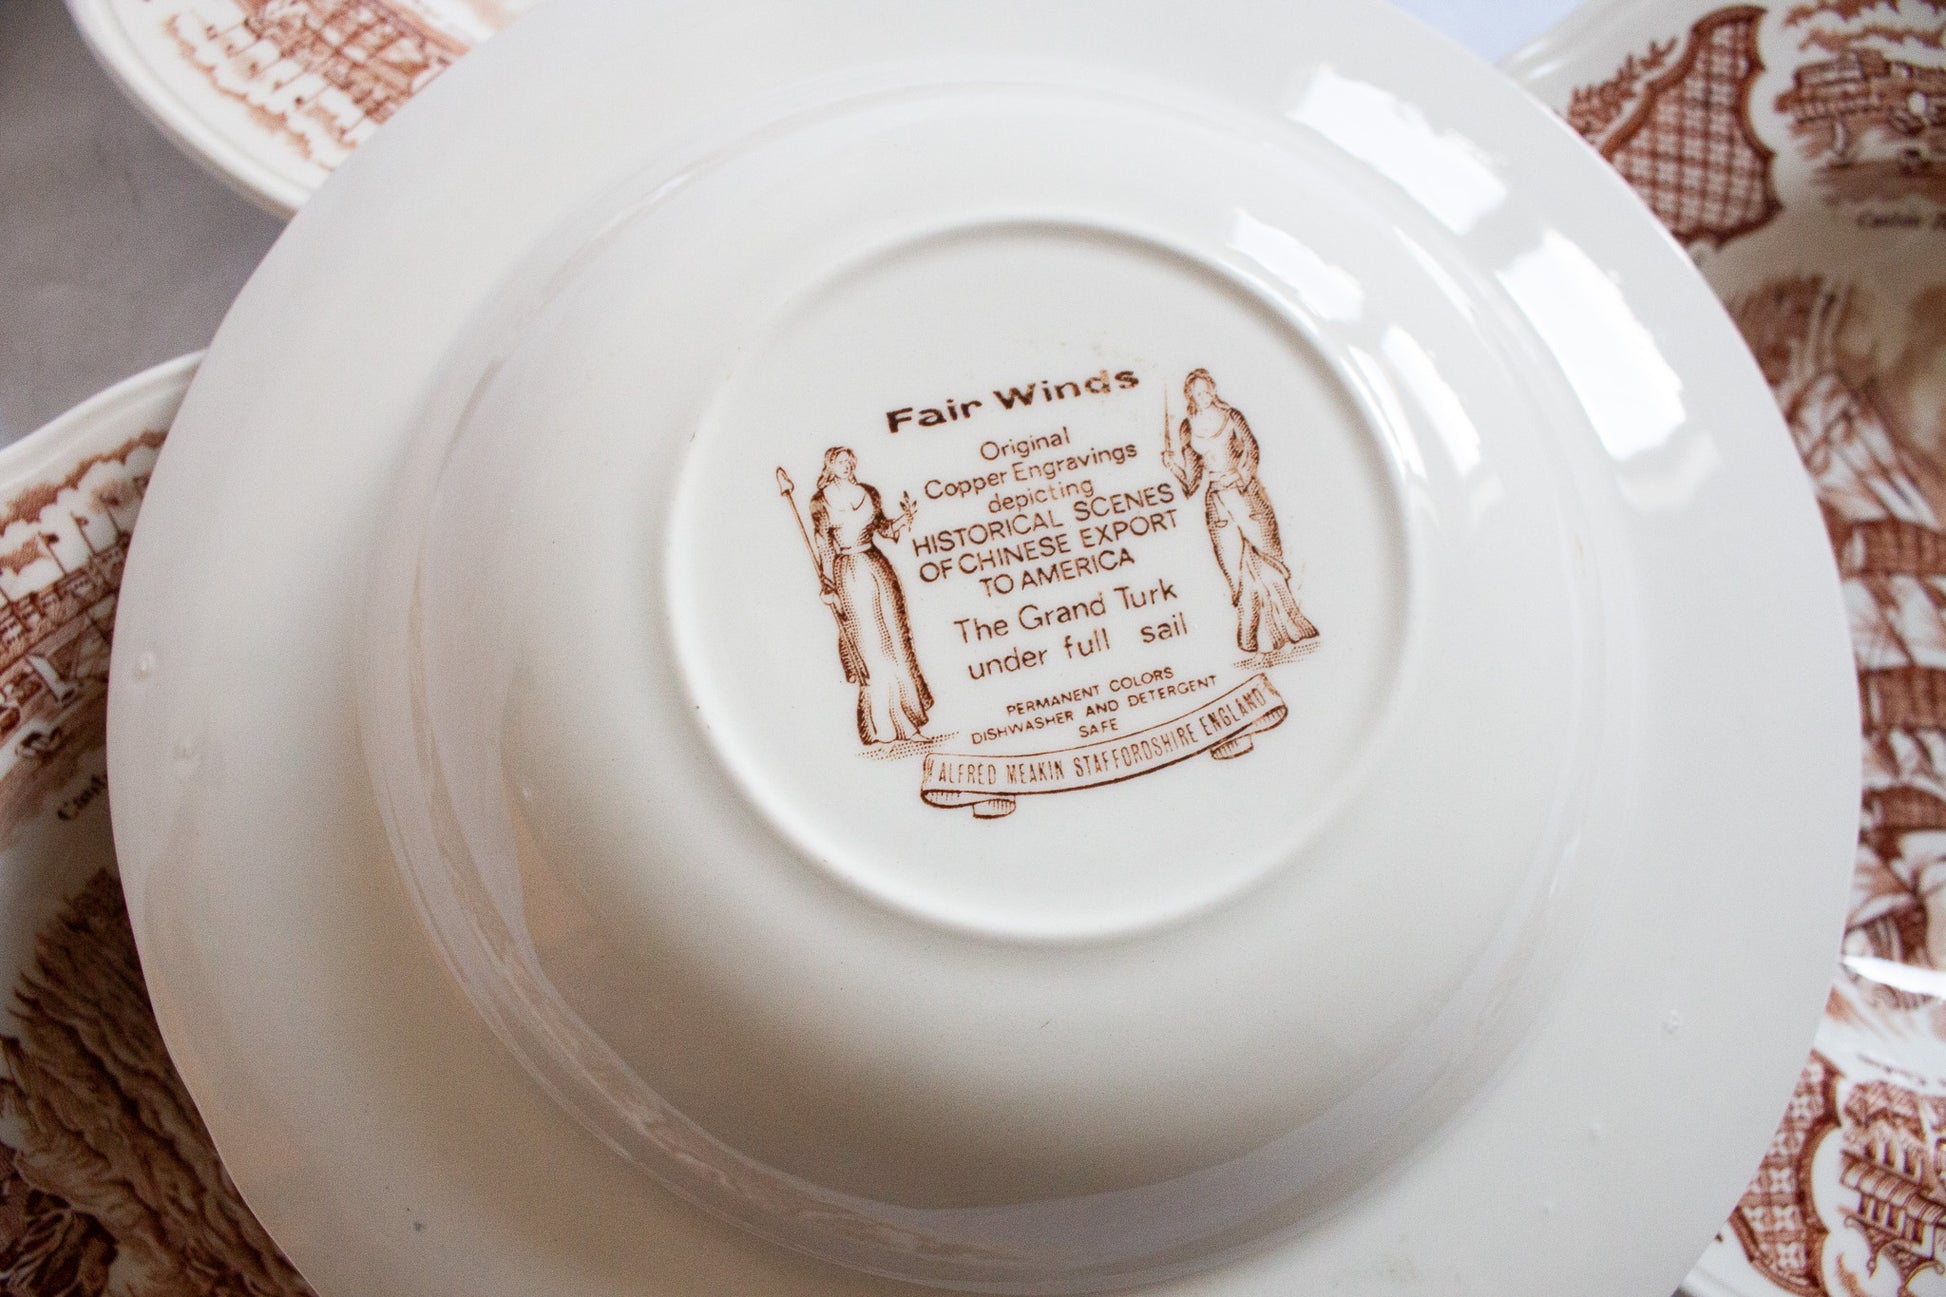 Fair Winds
Original
Copper Engravings
depicting
HISTORICAL SCENES
OF CHINESE EXPORT
TO AMERICA
The Grand Turk
under full sail
PERMANENT COLORS
DISHWASHER AND DETERGENT
SAFE
ALFRED MEAKIN STAFFORDSHIRE ENGLAND